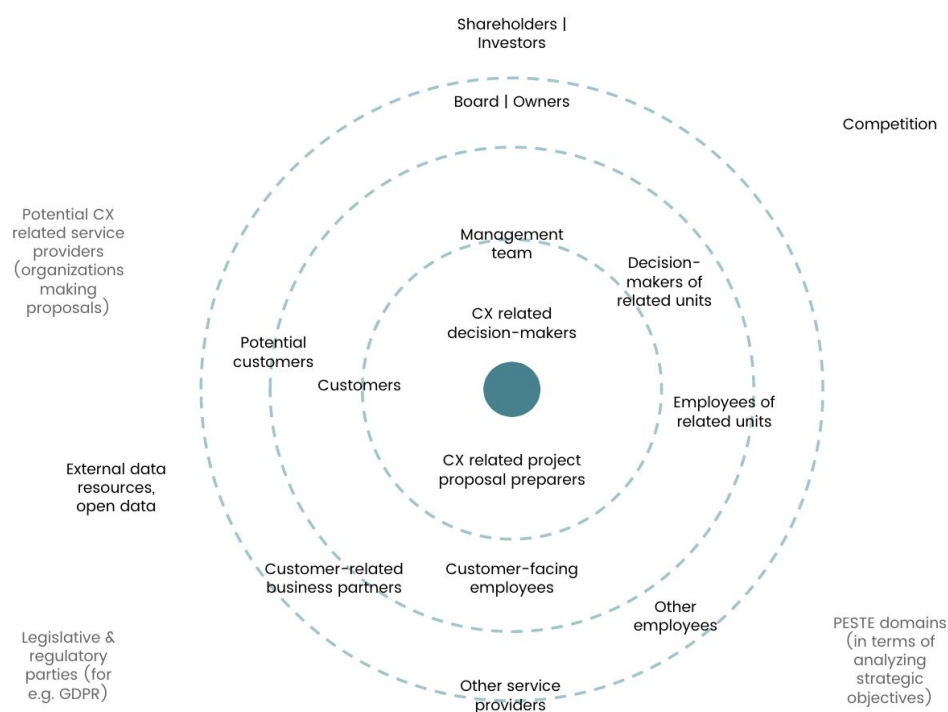 Shareholders |
Investors
Board | Owners
Competition
Potential CX
related service
providers
(organizations
making
proposals)
Management
team
Decision-
makers of
related units
CX related
decision-makers
Potential
customers
Customers
Employees of
related units
CX related project
proposal preparers
External data
resources,
open data
Customer-related
business partners
Customer-facing
employees
Other
employees
Legislative &
regulatory
parties (for
e.g. GDPR)
PESTE domains
(in terms of
analyzing
strategic
objectives)
Other service
providers